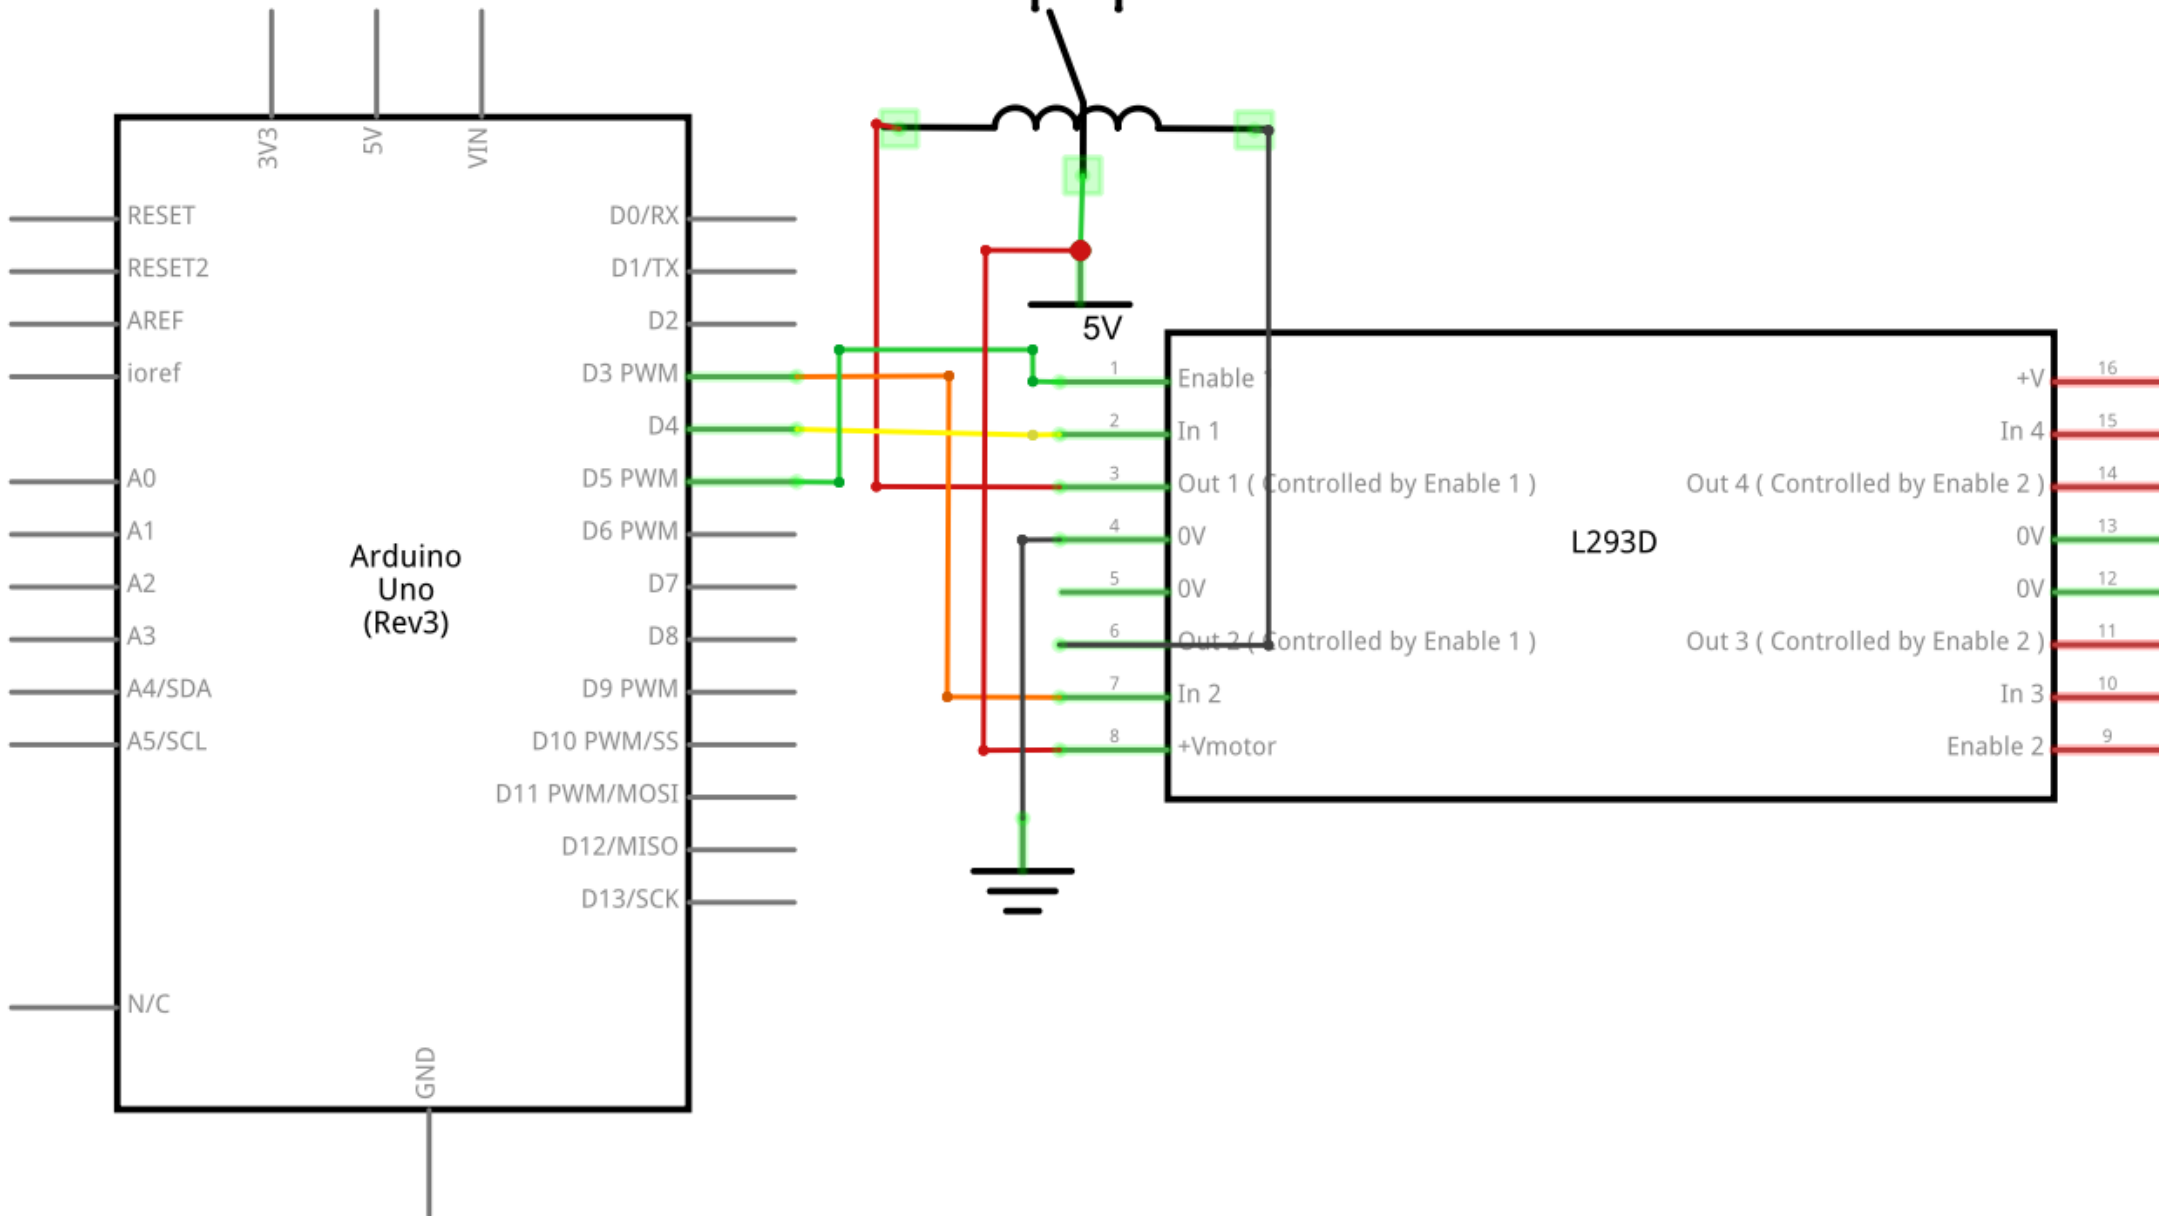 3V3
5V
VIN
RESET
RESET2
AREF
ioref
A0
A1
A2
A3
A4/SDA
A5/SCL
N/C
D0/RX
D1/TX
D2
D3 PWM
D4
D5 PWM
D6 PWM
D7
D8
D9 PWM
D10 PWM/SS
D11 PWM/MOSI
D12/MISO
D13/SCK
Arduino
Uno
(Rev3)
GND
5V
1 Enable
2 In 1
3 Out 1 ( Controlled by Enable 1 )
4 0V
5 0V
6 Out 2 ( Controlled by Enable 1 )
7 In 2
8 +Vmotor
L293D
+V 16
In 4 15
Out 4 ( Controlled by Enable 2 ) 14
0V 13
0V 12
Out 3 ( Controlled by Enable 2 ) 11
In 3 10
Enable 2 9